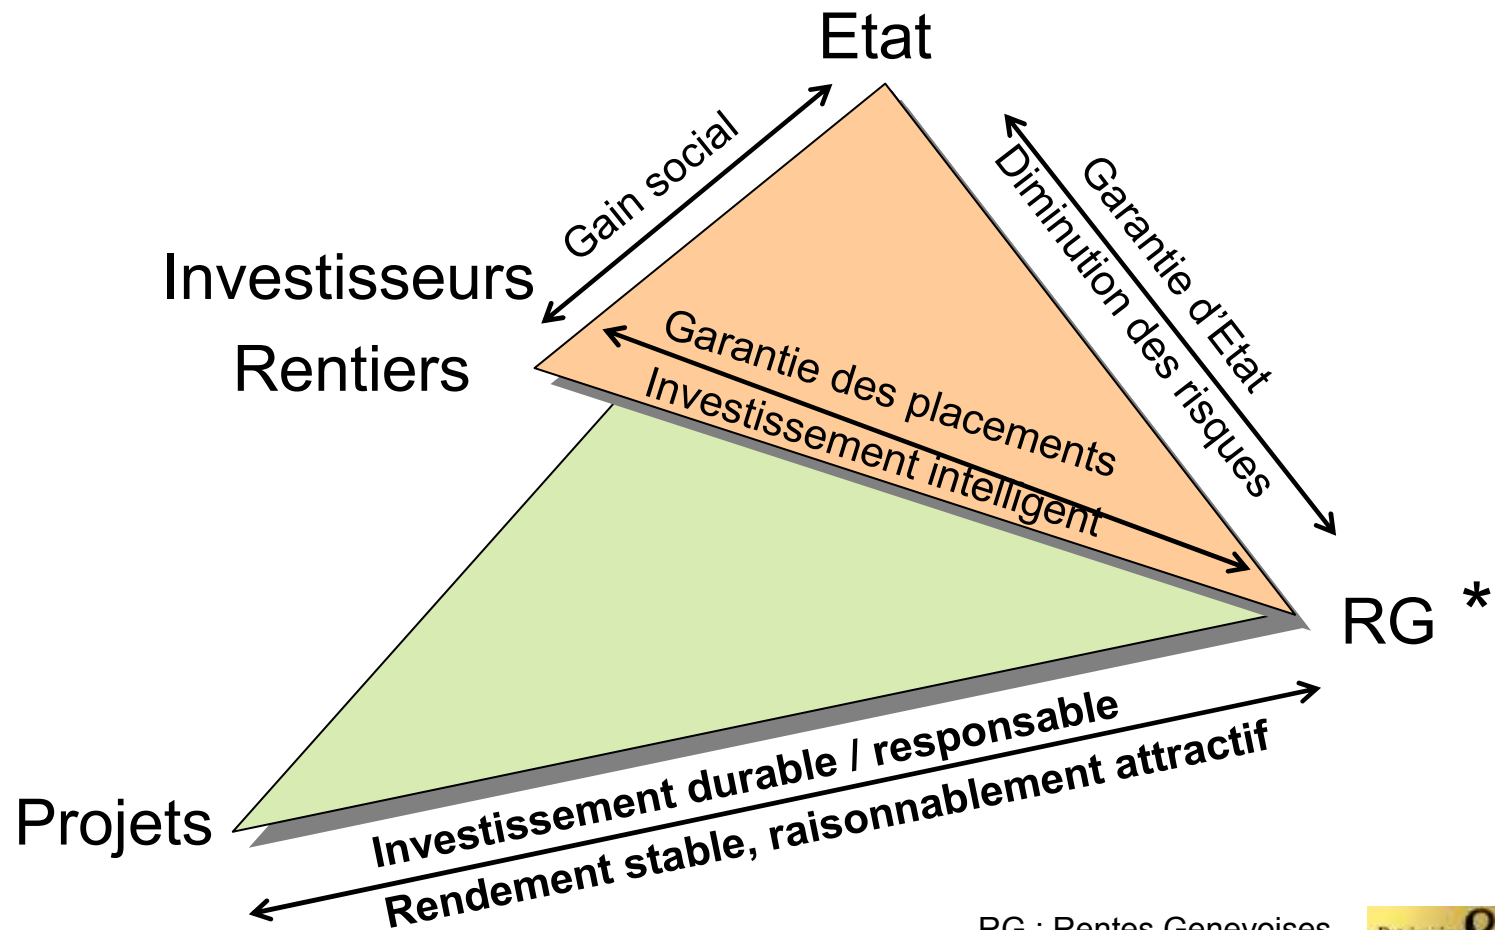 Etat
Gain social
Garantie d'Etat
Diminution des risques
Investisseurs
Rentiers
Garantie des placements
Investissement intelligent
RG *
Investissement durable / responsable
Rendement stable, raisonnablement attractif
Projets
RG : Rentes Genevoises